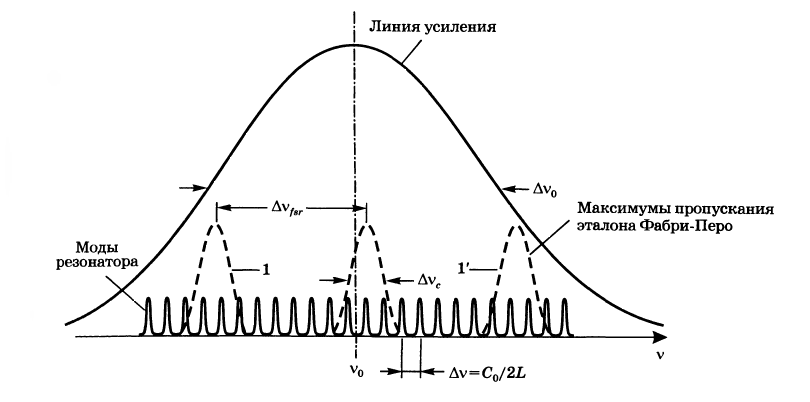 Линия усиления
Δν₀
Δν_fsr
Максимумы пропускания
эталона Фабри-Перо
Моды
резонатора
1
Δν_c
1′
ν₀
Δν=C₀/2L
ν